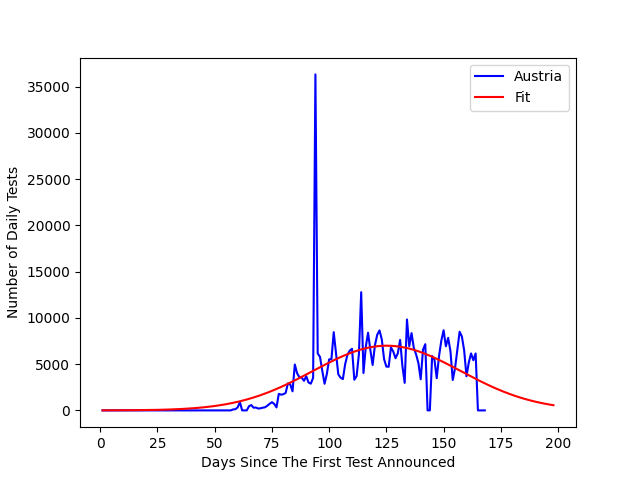 Austria
Fit
35000
30000
25000
20000
15000
10000
5000
0
Number of Daily Tests
0 25 50 75 100 125 150 175 200
Days Since The First Test Announced